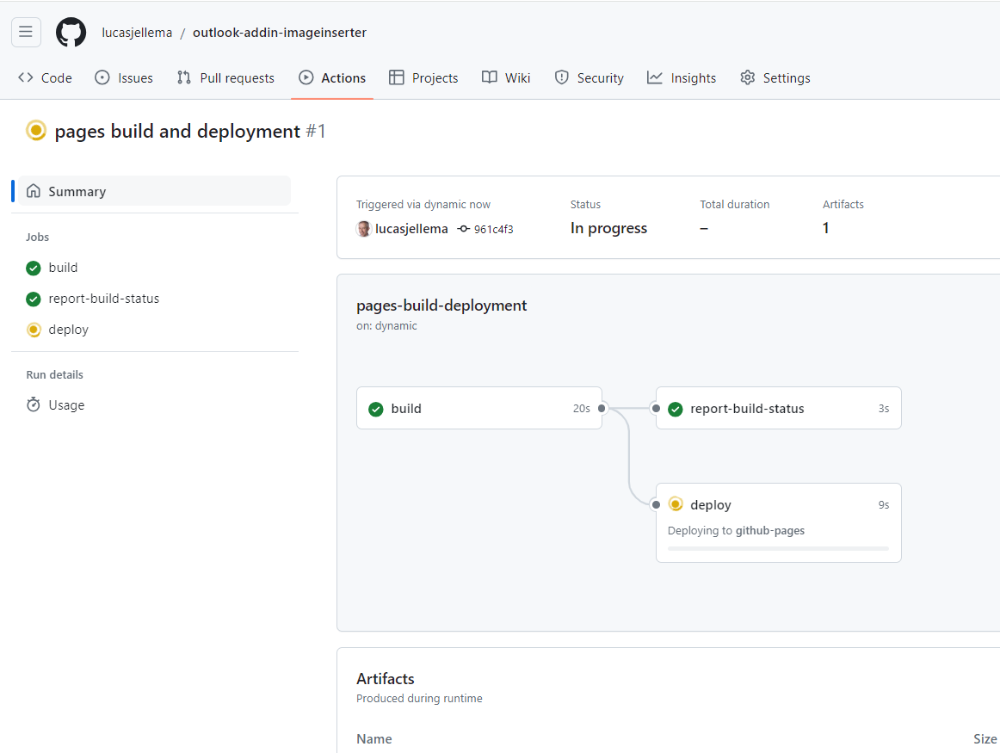 lucasjellema / outlook-addin-imageinserter
Code Issues Pull requests Actions Projects Wiki Insights Security Insights Settings
pages build and deployment #1
Summary
Jobs
build
report-build-status
deploy
Run details
Usage
Triggered via dynamic now Status Total duration Artifacts
lucasjellema 961c4f3 In progress – 1
pages-build-deployment
on: dynamic
build 20s report-build-status 3s
deploy 9s
Deploying to github-pages
Artifacts
Produced during runtime
Name Size